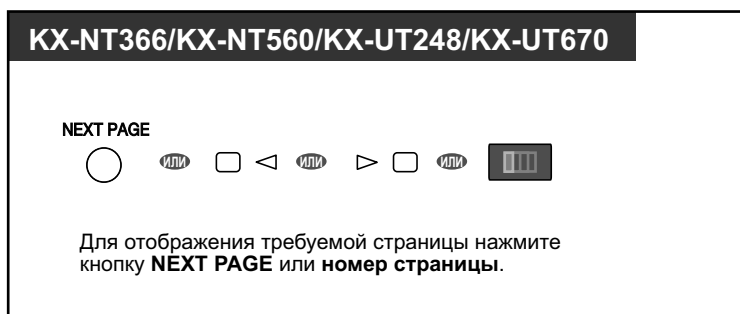 KX-NT366/KX-NT560/KX-UT248/KX-UT670
NEXT PAGE
ИЛИ ИЛИ ИЛИ
Для отображения требуемой страницы нажмите
кнопку NEXT PAGE или номер страницы.